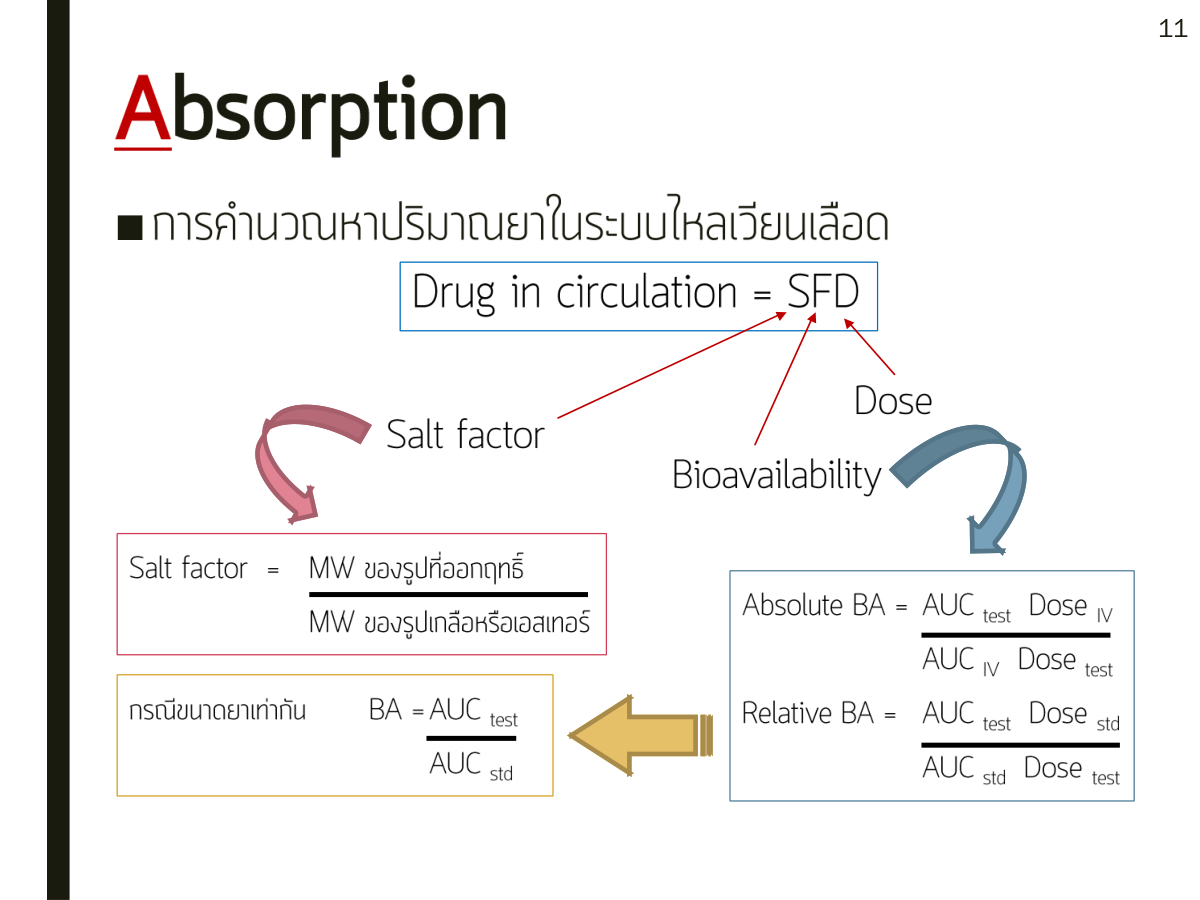 11
Absorption
■ การคำนวณหาปริมาณยาในระบบไหลเวียนเลือด
Drug in circulation = SFD
Dose
Salt factor
Bioavailability
Salt factor = MW ของรูปที่ออกฤทธิ์
MW ของรูปเกลือหรือเอสเทอร์
Absolute BA = AUC test Dose IV
AUC IV Dose test
Relative BA = AUC test Dose std
AUC std Dose test
กรณีขนาดยาเท่ากัน BA = AUC test
AUC std